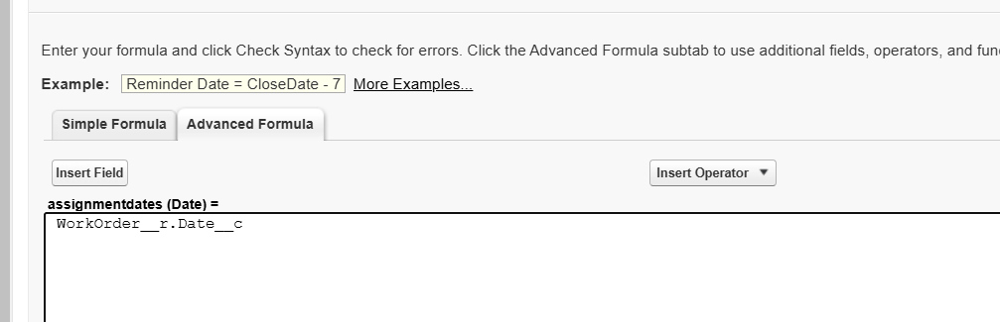 Enter your formula and click Check Syntax to check for errors. Click the Advanced Formula subtab to use additional fields, operators, and
Example: Reminder Date = CloseDate - 7 More Examples...
Simple Formula Advanced Formula
Insert Field Insert Operator
assignmentdates (Date) =
WorkOrder__r.Date__c